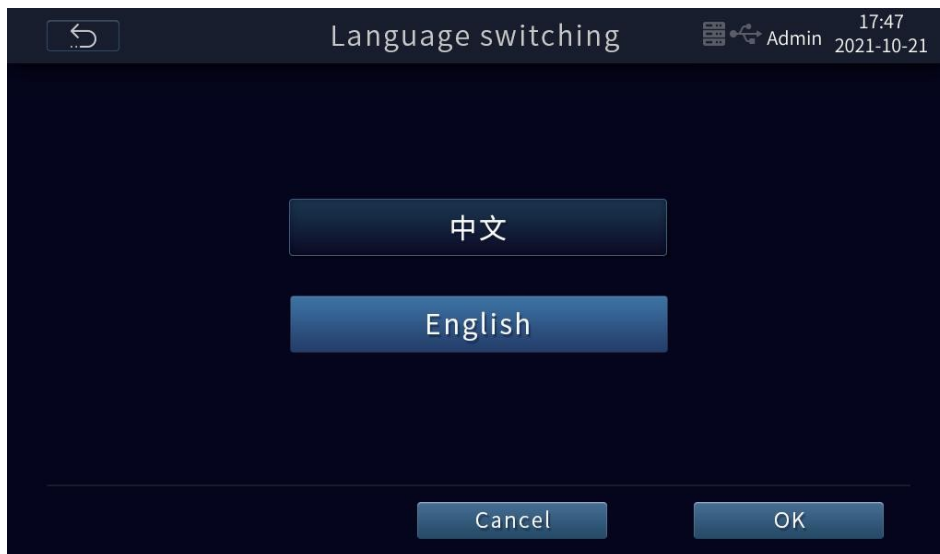 Language switching
Admin
17:47
2021-10-21
中文
English
Cancel
OK